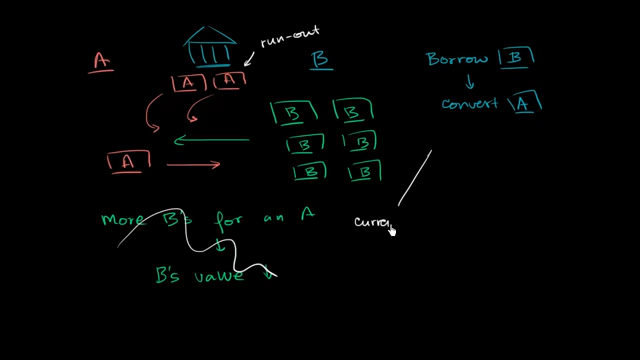 run-out
A
B
Borrow B
A A
convert A
B B
B B
A
B B
More B's for an A
curre
B's value ↓